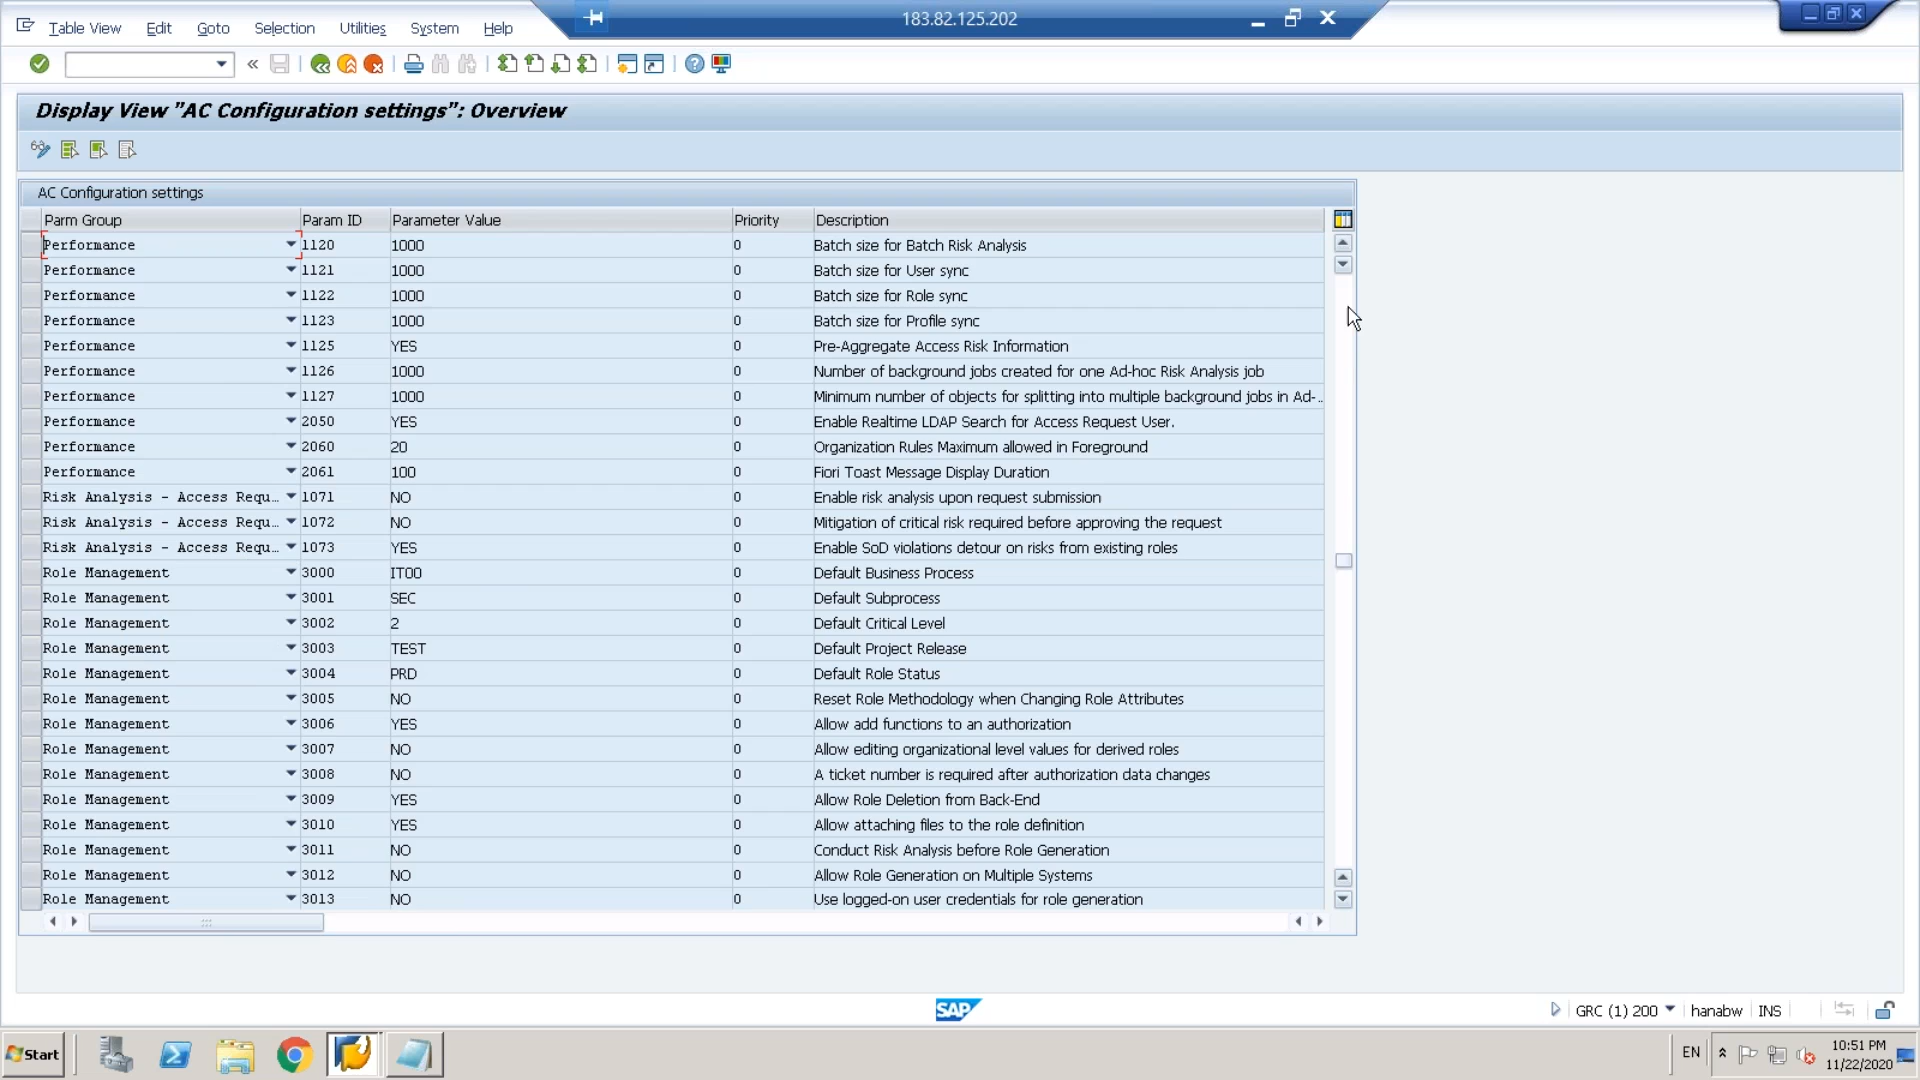 183.82.125.202
Table View Edit Goto Selection Utilities System Help
Display View "AC Configuration settings": Overview
AC Configuration settings
Parm Group Param ID Parameter Value Priority Description
Performance 1120 1000 0 Batch size for Batch Risk Analysis
Performance 1121 1000 0 Batch size for User sync
Performance 1122 1000 0 Batch size for Role sync
Performance 1123 1000 0 Batch size for Profile sync
Performance 1125 YES 0 Pre-Aggregate Access Risk Information
Performance 1126 1000 0 Number of background jobs created for one Ad-hoc Risk Analysis job
Performance 1127 1000 0 Minimum number of objects for splitting into multiple background jobs in Ad-..
Performance 2050 YES 0 Enable Realtime LDAP Search for Access Request User.
Performance 2060 20 0 Organization Rules Maximum allowed in Foreground
Performance 2061 100 0 Fiori Toast Message Display Duration
Risk Analysis - Access Requ… 1071 NO 0 Enable risk analysis upon request submission
Risk Analysis - Access Requ… 1072 NO 0 Mitigation of critical risk required before approving the request
Risk Analysis - Access Requ… 1073 YES 0 Enable SoD violations detour on risks from existing roles
Role Management 3000 IT00 0 Default Business Process
Role Management 3001 SEC 0 Default Subprocess
Role Management 3002 2 0 Default Critical Level
Role Management 3003 TEST 0 Default Project Release
Role Management 3004 PRD 0 Default Role Status
Role Management 3005 NO 0 Reset Role Methodology when Changing Role Attributes
Role Management 3006 YES 0 Allow add functions to an authorization
Role Management 3007 NO 0 Allow editing organizational level values for derived roles
Role Management 3008 NO 0 A ticket number is required after authorization data changes
Role Management 3009 YES 0 Allow Role Deletion from Back-End
Role Management 3010 YES 0 Allow attaching files to the role definition
Role Management 3011 NO 0 Conduct Risk Analysis before Role Generation
Role Management 3012 NO 0 Allow Role Generation on Multiple Systems
Role Management 3013 NO 0 Use logged-on user credentials for role generation
SAP
GRC (1) 200 hanabw INS
Start
EN
10:51 PM
11/22/2020